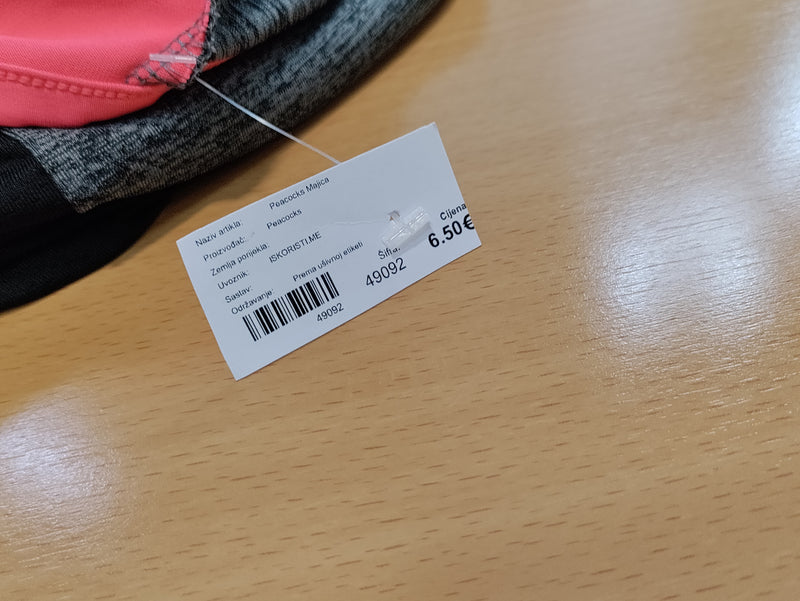 Naziv artikla: Peacocks Majica
Proizvođač: Peacocks
Zemlja porijekla:
Uvoznik: ISKORISTI.ME
Sastav:
Održavanje: Prema ušivnoj etiketi
Šifra:
49092
Cijena
6.50€
49092